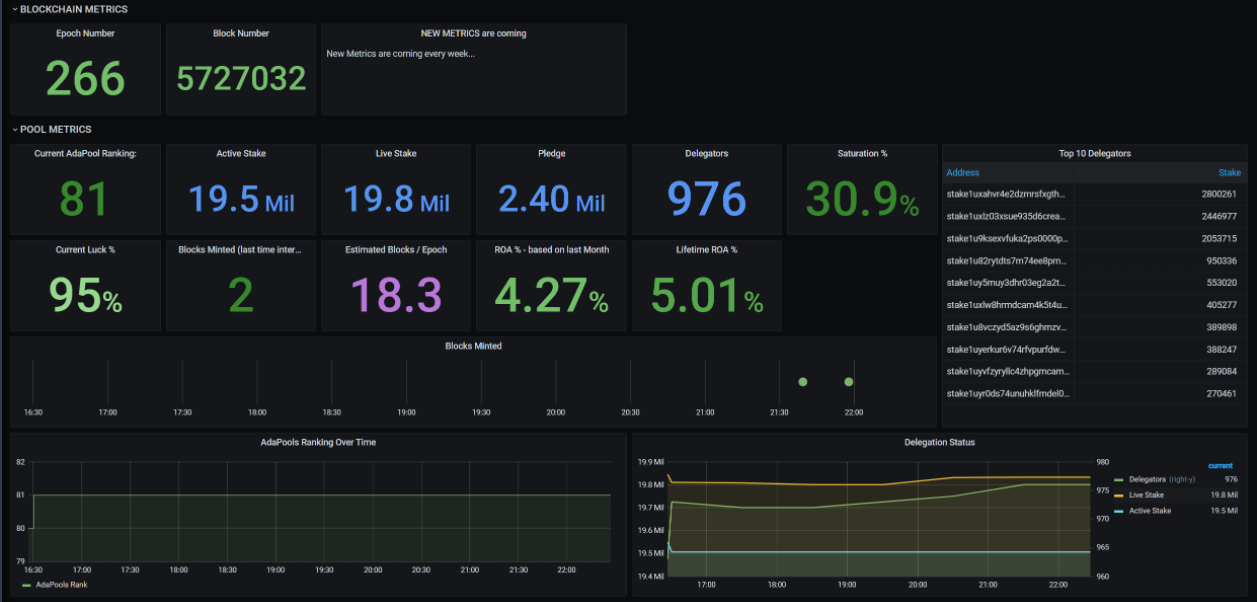 BLOCKCHAIN METRICS
Epoch Number
266
Block Number
5727032
NEW METRICS are coming
New Metrics are coming every week...
POOL METRICS
Current AdaPool Ranking:
81
Active Stake
19.5 Mil
Live Stake
19.8 Mil
Pledge
2.40 Mil
Delegators
976
Saturation %
30.9%
Current Luck %
95%
Blocks Minted (last time inter...
2
Estimated Blocks / Epoch
18.3
ROA % - based on last Month
4.27%
Lifetime ROA %
5.01%
Top 10 Delegators
Address Stake
stake1uxahvr4e2dzmrsfxgth... 2800261
stake1uxlz03xsue935d6crea... 2446977
stake1u9ksexvfuka2ps0000p... 2053715
stake1u82rytdts7m74ee8pm... 950336
stake1uy5muy3dhr03eg2a2t... 553020
stake1uxlw8hrmdcam4k5t4u... 405277
stake1u8vczyd5az9s6ghmzv... 389898
stake1uyerkur6v74rfvpurfdw... 388247
stake1uyvfzyryllc4zhpgmcam... 289084
stake1uyr0ds74unuhklfmdel0... 270461
Blocks Minted
16:30 17:00 17:30 18:00 18:30 19:00 19:30 20:00 20:30 21:00 21:30 22:00
AdaPools Ranking Over Time
82
81
80
79
16:30 17:00 17:30 18:00 18:30 19:00 19:30 20:00 20:30 21:00 21:30 22:00
AdaPools Rank
Delegation Status
19.9 Mil
19.8 Mil
19.7 Mil
19.6 Mil
19.5 Mil
19.4 Mil
980
975
970
965
960
17:00 18:00 19:00 20:00 21:00 22:00
current
Delegators (right-y) 976
Live Stake 19.8 Mil
Active Stake 19.5 Mil